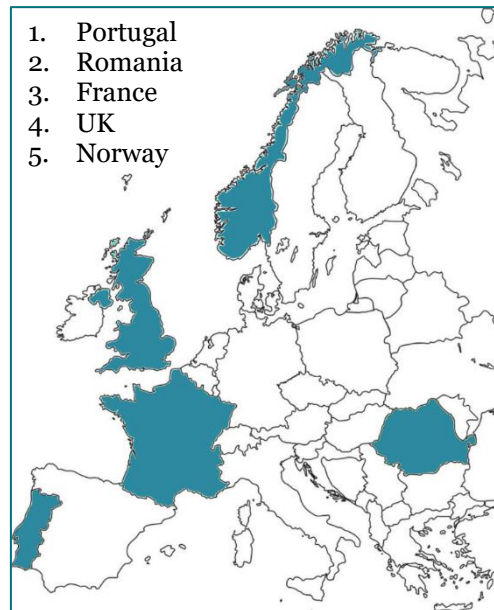 1. Portugal
2. Romania
3. France
4. UK
5. Norway